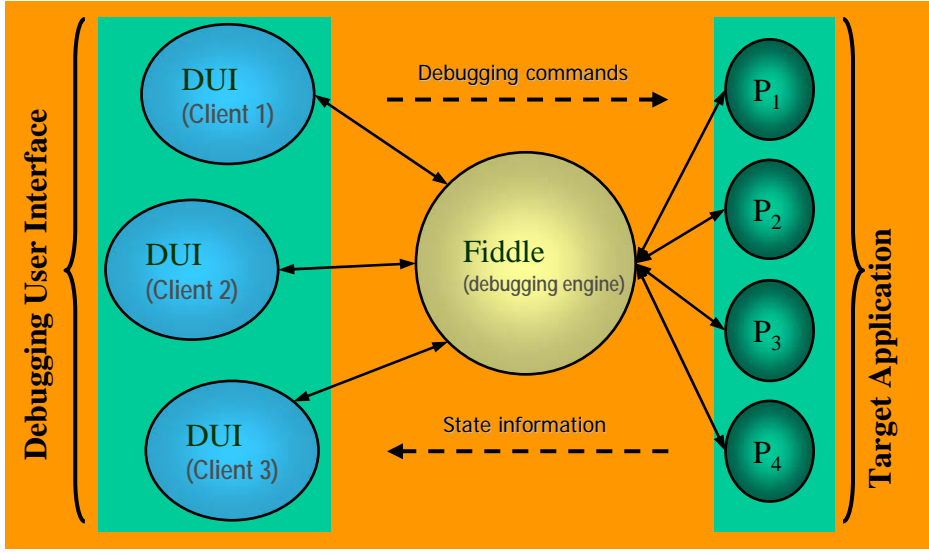 Debugging User Interface
DUI
(Client 1)
DUI
(Client 2)
DUI
(Client 3)
Debugging commands
Fiddle
(debugging engine)
State information
P1
P2
P3
P4
Target Application